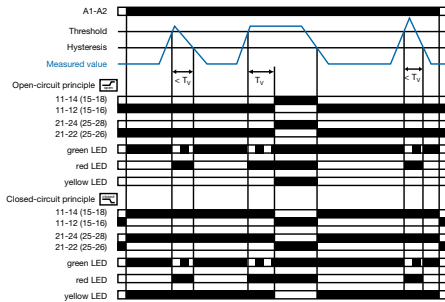 A1-A2
Threshold
Hysteresis
Measured value
< Tv
Tv
< Tv
Open-circuit principle
11-14 (15-18)
11-12 (15-16)
21-24 (25-28)
21-22 (25-26)
green LED
red LED
yellow LED
Closed-circuit principle
11-14 (15-18)
11-12 (15-16)
21-24 (25-28)
21-22 (25-26)
green LED
red LED
yellow LED